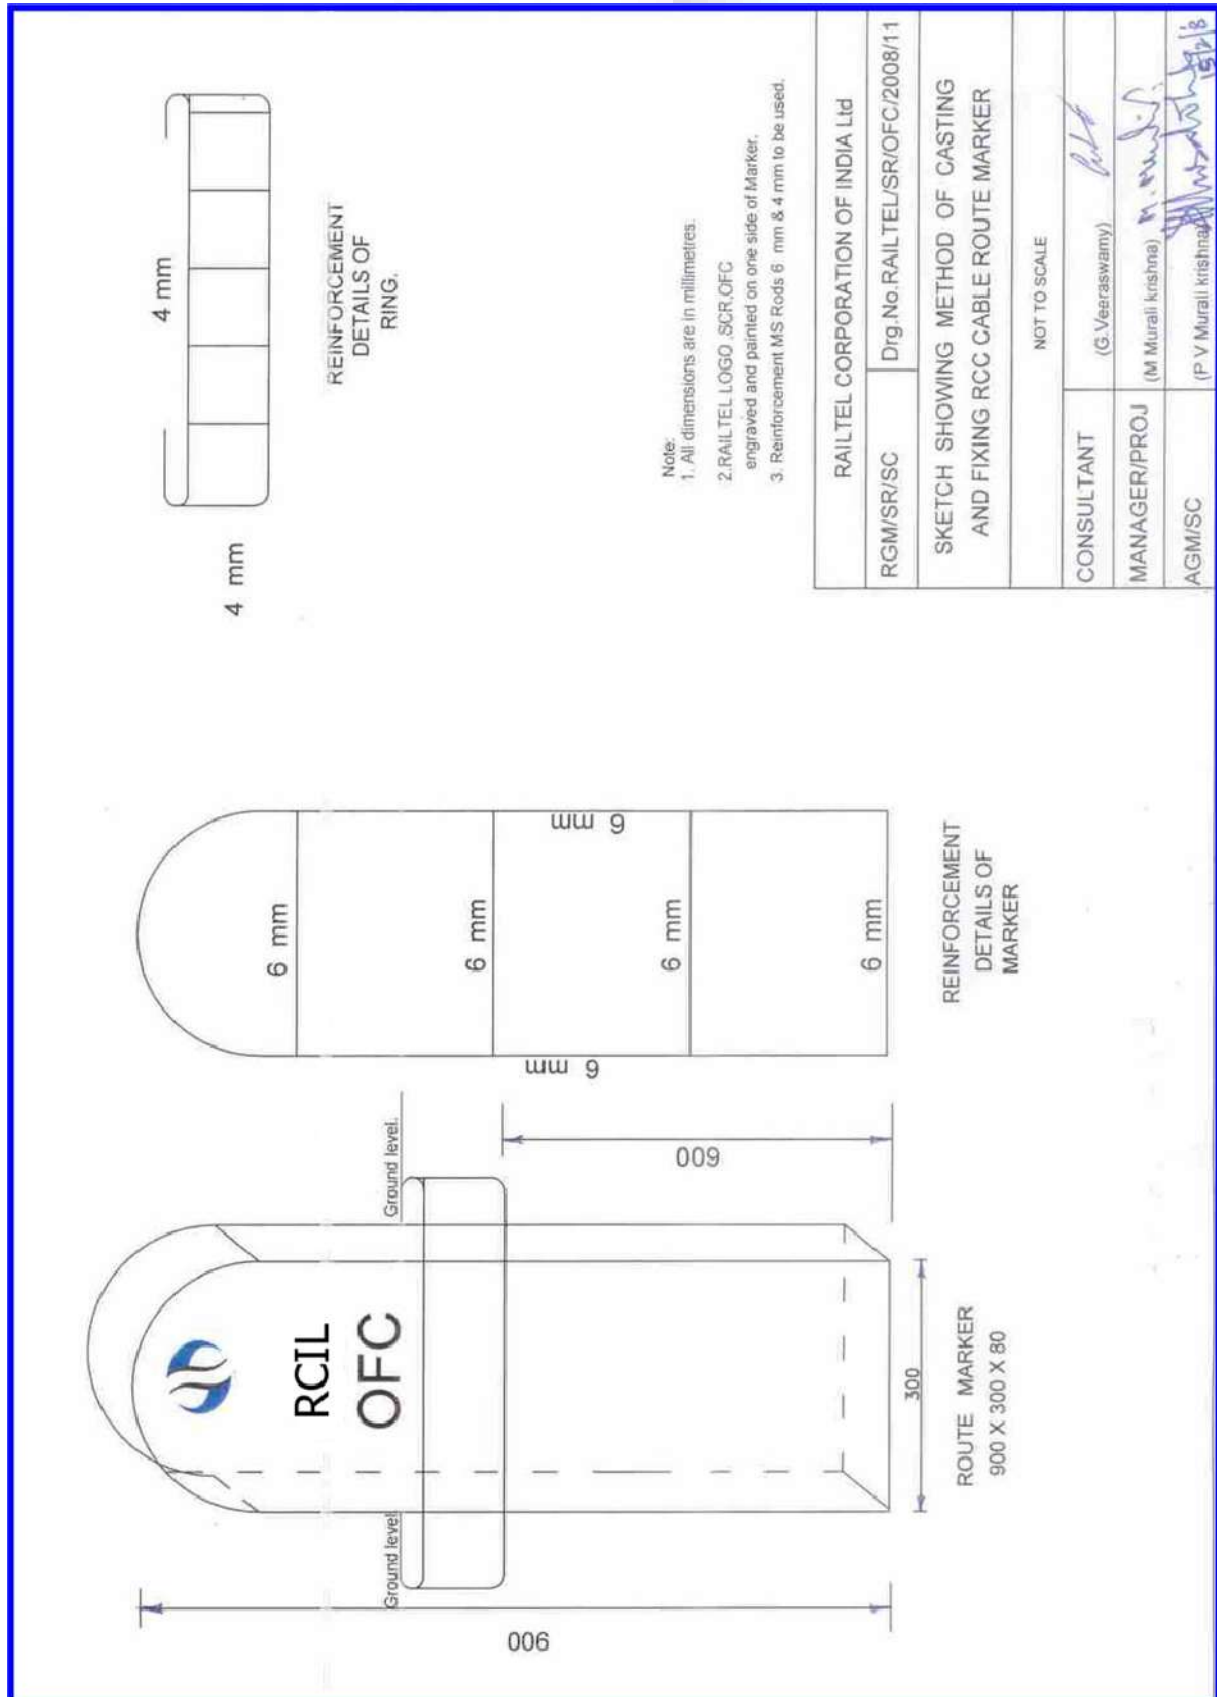 RCIL
OFC
Ground level
Ground level.
900
600
300
ROUTE MARKER
900 X 300 X 80
6 mm
6 mm
6 mm
6 mm
6 mm
6 mm
REINFORCEMENT
DETAILS OF
MARKER
4 mm
4 mm
REINFORCEMENT
DETAILS OF
RING.
Note:
1. All dimensions are in millimetres.
2.RAILTEL LOGO ,SCR,OFC
engraved and painted on one side of Marker.
3. Reinforcement MS Rods 6 mm & 4 mm to be used.
RAILTEL CORPORATION OF INDIA Ltd
RGM/SR/SC Drg.No.RAILTEL/SR/OFC/2008/11
SKETCH SHOWING METHOD OF CASTING
AND FIXING RCC CABLE ROUTE MARKER
NOT TO SCALE
CONSULTANT (G.Veeraswamy)
MANAGER/PROJ (M Murali krishna)
AGM/SC (P V Murali krishna)